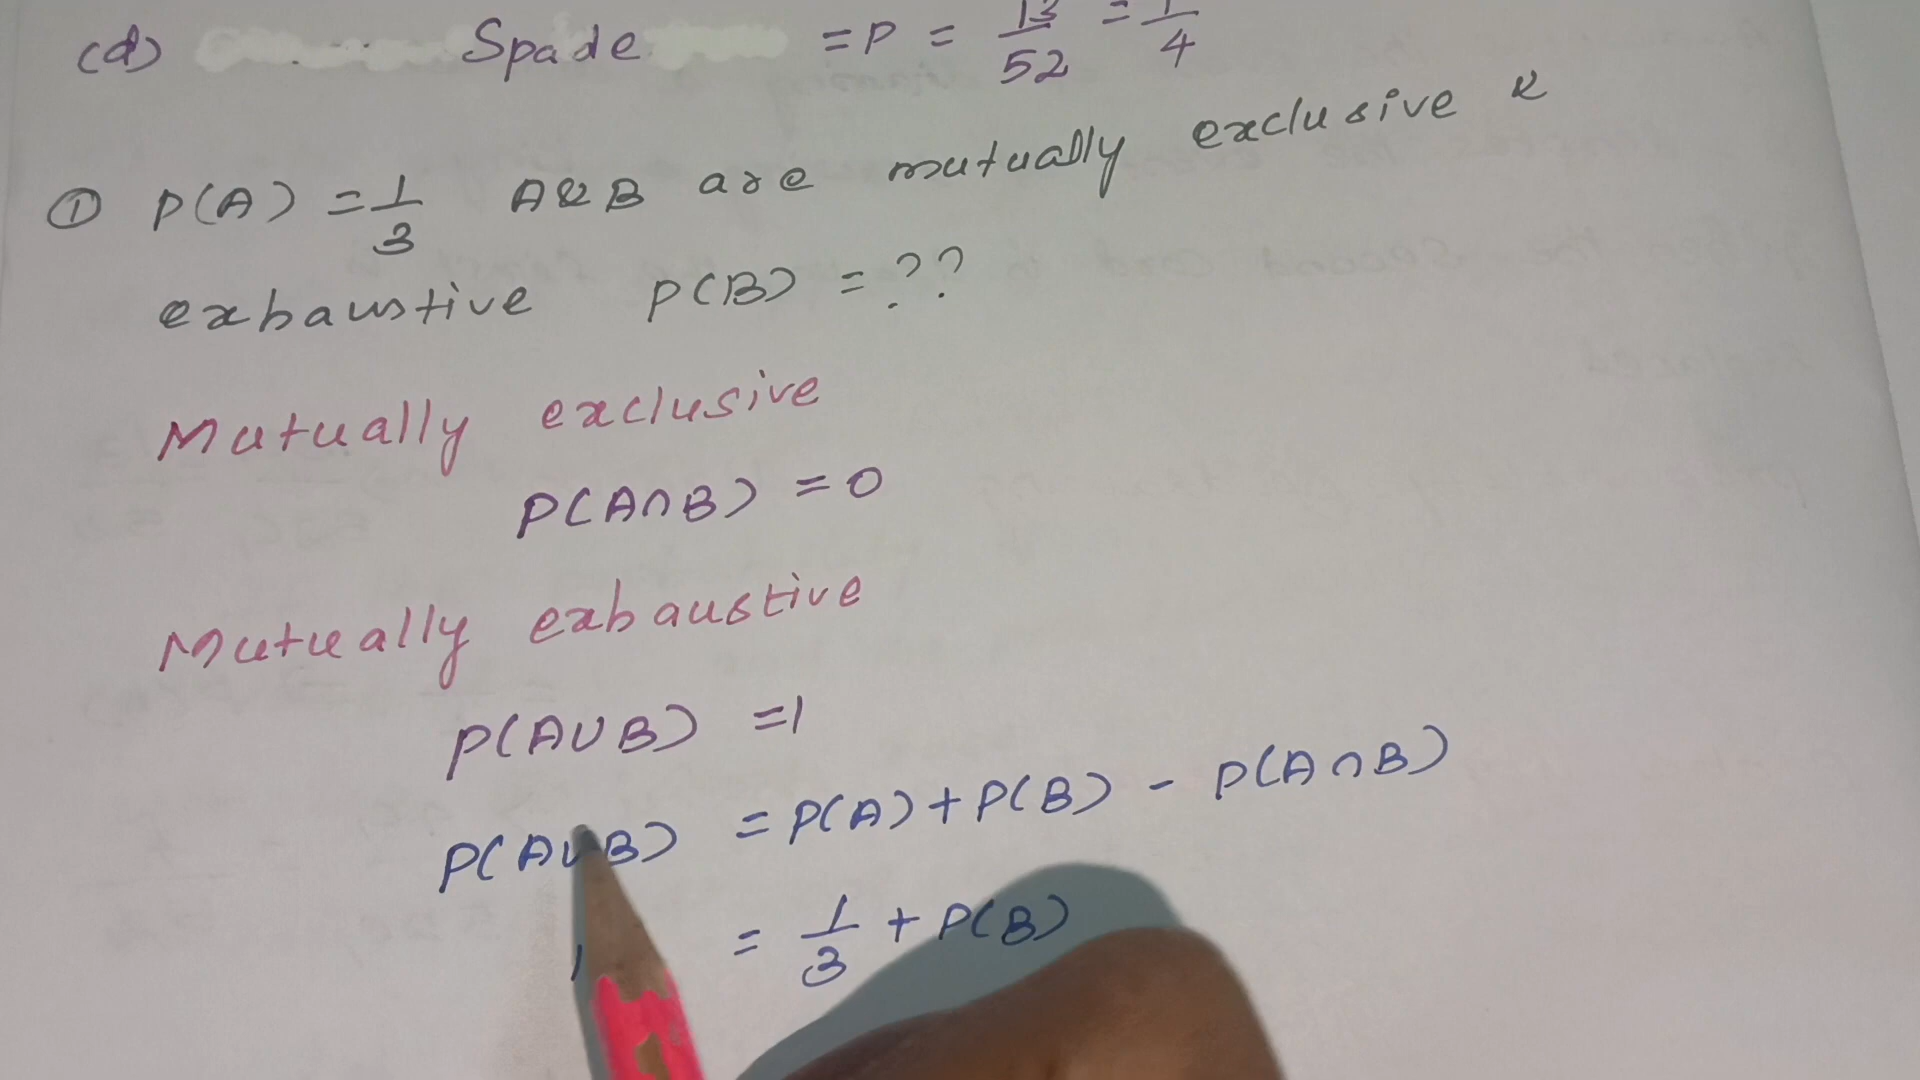 (d) Spade = P = 13/52 = 1/4
① P(A) = 1/3 A & B are mutually exclusive &
exhaustive P(B) = ??
Mutually exclusive
P(A∩B) = 0
Mutually exhaustive
P(A∪B) = 1
P(A∪B) = P(A) + P(B) - P(A∩B)
1 = 1/3 + P(B)